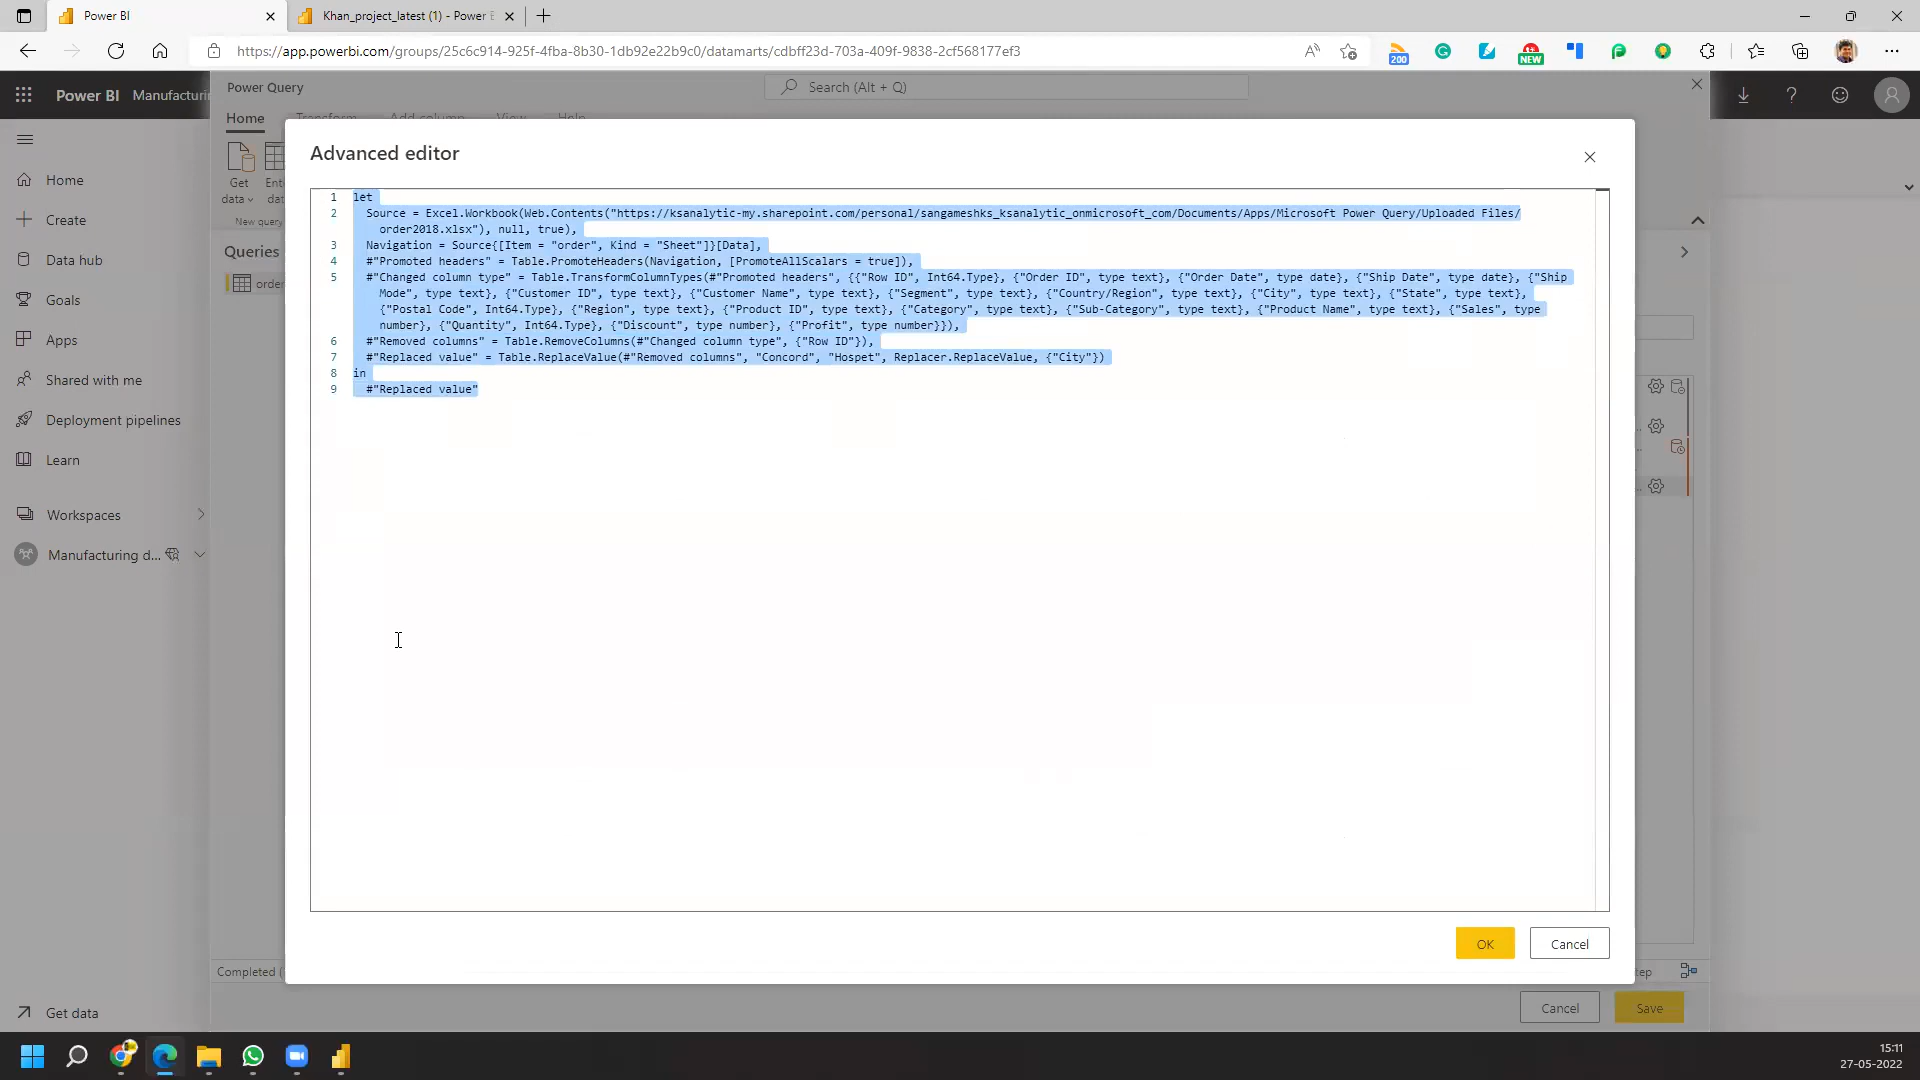 Power BI
Khan_project_latest (1) - Power
https://app.powerbi.com/groups/25c6c914-925f-4fba-8b30-1db92e22b9c0/datamarts/cdbff23d-703a-409f-9838-2cf568177ef3
200
NEW
Power BI
Power Query
Search (Alt + Q)
Home
Transform
Add column
View
Help
Get data
New query
Queries
Home
Create
Data hub
Goals
Apps
Shared with me
Deployment pipelines
Learn
Workspaces
Manufacturing d...
Get data
Advanced editor
1 let
2 Source = Excel.Workbook(Web.Contents("https://ksanalytic-my.sharepoint.com/personal/sangameshks_ksanalytic_onmicrosoft_com/Documents/Apps/Microsoft Power Query/Uploaded Files/
order2018.xlsx"), null, true),
3 Navigation = Source{[Item = "order", Kind = "Sheet"]}[Data],
4 #"Promoted headers" = Table.PromoteHeaders(Navigation, [PromoteAllScalars = true]),
5 #"Changed column type" = Table.TransformColumnTypes(#"Promoted headers", {{"Row ID", Int64.Type}, {"Order ID", type text}, {"Order Date", type date}, {"Ship Date", type date}, {"Ship
Mode", type text}, {"Customer ID", type text}, {"Customer Name", type text}, {"Segment", type text}, {"Country/Region", type text}, {"City", type text}, {"State", type text},
{"Postal Code", Int64.Type}, {"Region", type text}, {"Product ID", type text}, {"Category", type text}, {"Sub-Category", type text}, {"Product Name", type text}, {"Sales", type
number}, {"Quantity", Int64.Type}, {"Discount", type number}, {"Profit", type number}}),
6 #"Removed columns" = Table.RemoveColumns(#"Changed column type", {"Row ID"}),
7 #"Replaced value" = Table.ReplaceValue(#"Removed columns", "Concord", "Hospet", Replacer.ReplaceValue, {"City"})
8 in
9 #"Replaced value"
OK
Cancel
Completed (
Cancel
Save
15:11
27-05-2022